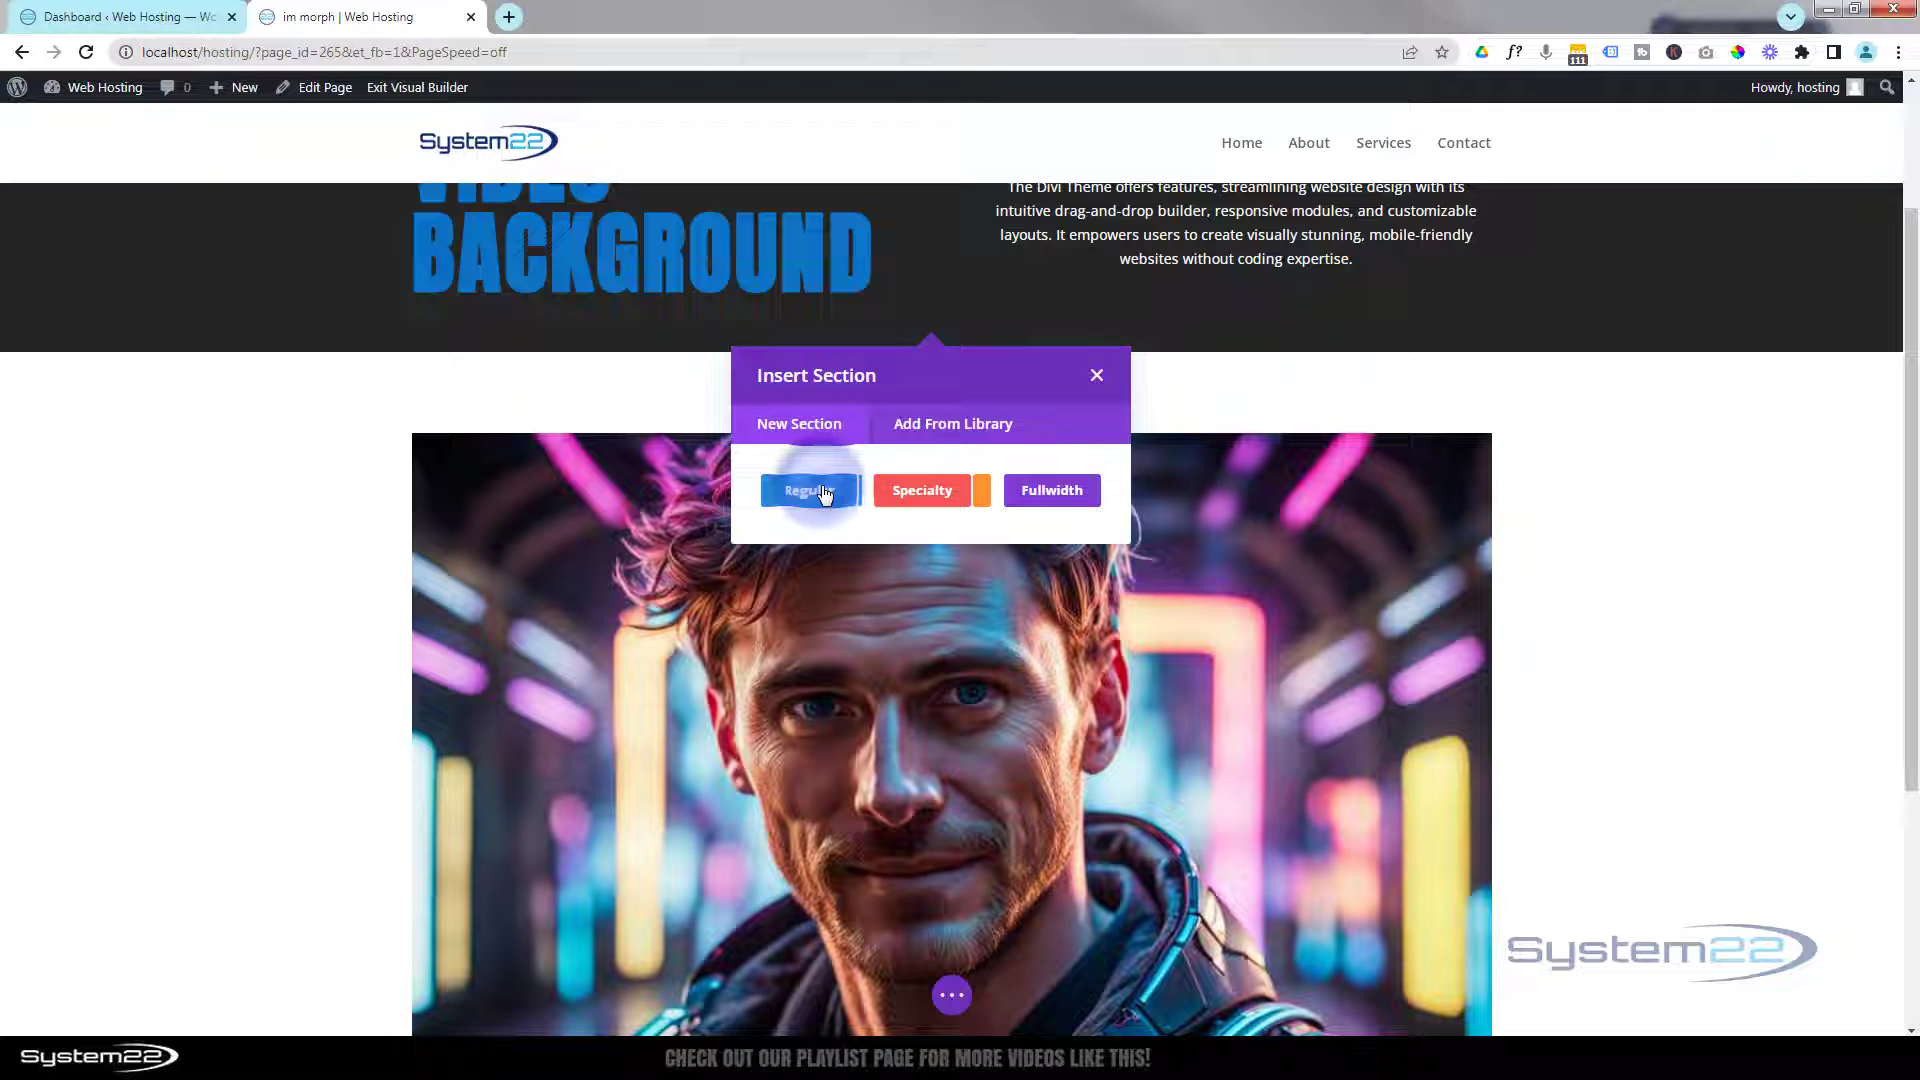 Dashboard ‹ Web Hosting — Wo
im morph | Web Hosting
localhost/hosting/?page_id=265&et_fb=1&PageSpeed=off
f?
111
Web Hosting
0
New
Edit Page
Exit Visual Builder
Howdy, hosting
System22
Home
About
Services
Contact
VIDEO
BACKGROUND
The Divi Theme offers features, streamlining website design with its
intuitive drag-and-drop builder, responsive modules, and customizable
layouts. It empowers users to create visually stunning, mobile-friendly
websites without coding expertise.
Insert Section
New Section
Add From Library
Regular
Specialty
Fullwidth
System22
System22
CHECK OUT OUR PLAYLIST PAGE FOR MORE VIDEOS LIKE THIS!